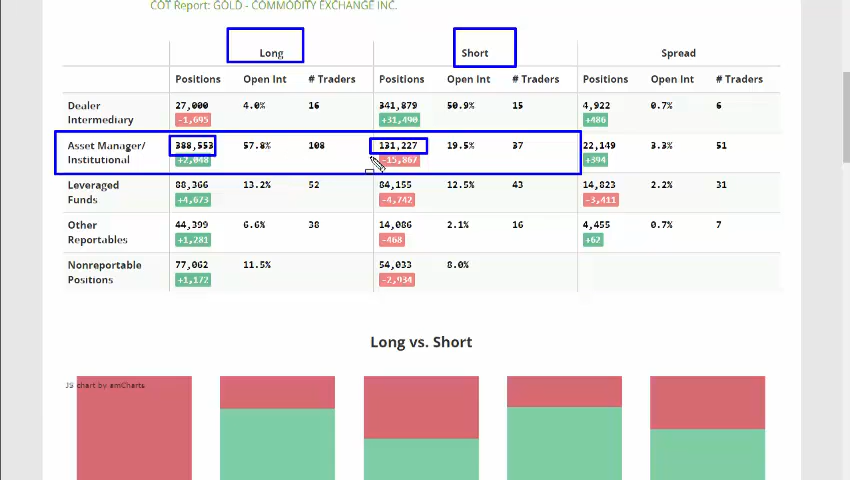 COT Report: GOLD - COMMODITY EXCHANGE INC.
Long Short Spread
Positions Open Int # Traders Positions Open Int # Traders Positions Open Int # Traders
Dealer Intermediary 27,000 4.0% 16 341,879 50.9% 15 4,922 0.7% 6
-1,695 +31,490 +486
Asset Manager/ Institutional 388,553 57.8% 108 131,227 19.5% 37 22,149 3.3% 51
+2,048 -15,867 +394
Leveraged Funds 88,366 13.2% 52 84,155 12.5% 43 14,823 2.2% 31
+4,673 -4,742 -3,411
Other Reportables 44,399 6.6% 38 14,086 2.1% 16 4,455 0.7% 7
+1,281 -468 +62
Nonreportable Positions 77,062 11.5% 54,033 8.0%
+1,172 -2,934
Long vs. Short
JS chart by amCharts